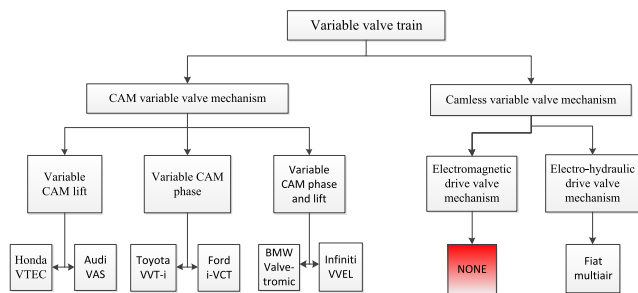 Variable valve train
CAM variable valve mechanism
Camless variable valve mechanism
Variable
CAM lift
Variable CAM
phase
Variable
CAM phase
and lift
Electromagnetic
drive valve
mechanism
Electro-hydraulic
drive valve
mechanism
Honda
VTEC
Audi
VAS
Toyota
VVT-i
Ford
i-VCT
BMW
Valve-
tromic
Infiniti
VVEL
NONE
Fiat
multiair